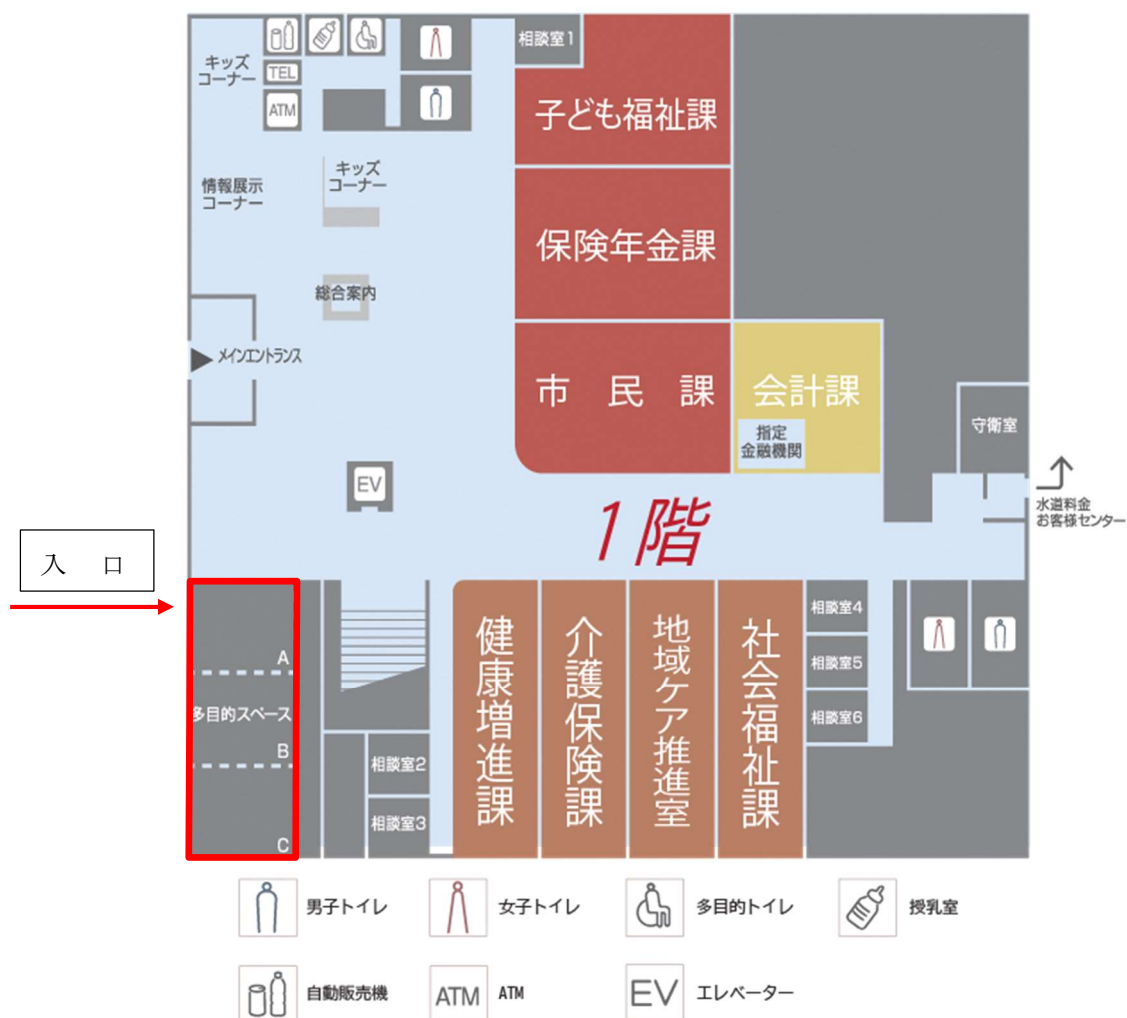 キッズ
コーナー
TEL
ATM
相談室1
子ども福祉課
情報展示
コーナー
キッズ
コーナー
保険年金課
総合案内
メインエントランス
市民課
会計課
指定
金融機関
守衛室
EV
水道料金
お客様センター
1階
入口
A
多目的スペース
B
C
相談室2
相談室3
健康増進課
介護保険課
地域ケア推進室
社会福祉課
相談室4
相談室5
相談室6
男子トイレ
女子トイレ
多目的トイレ
授乳室
自動販売機
ATM ATM
EV エレベーター